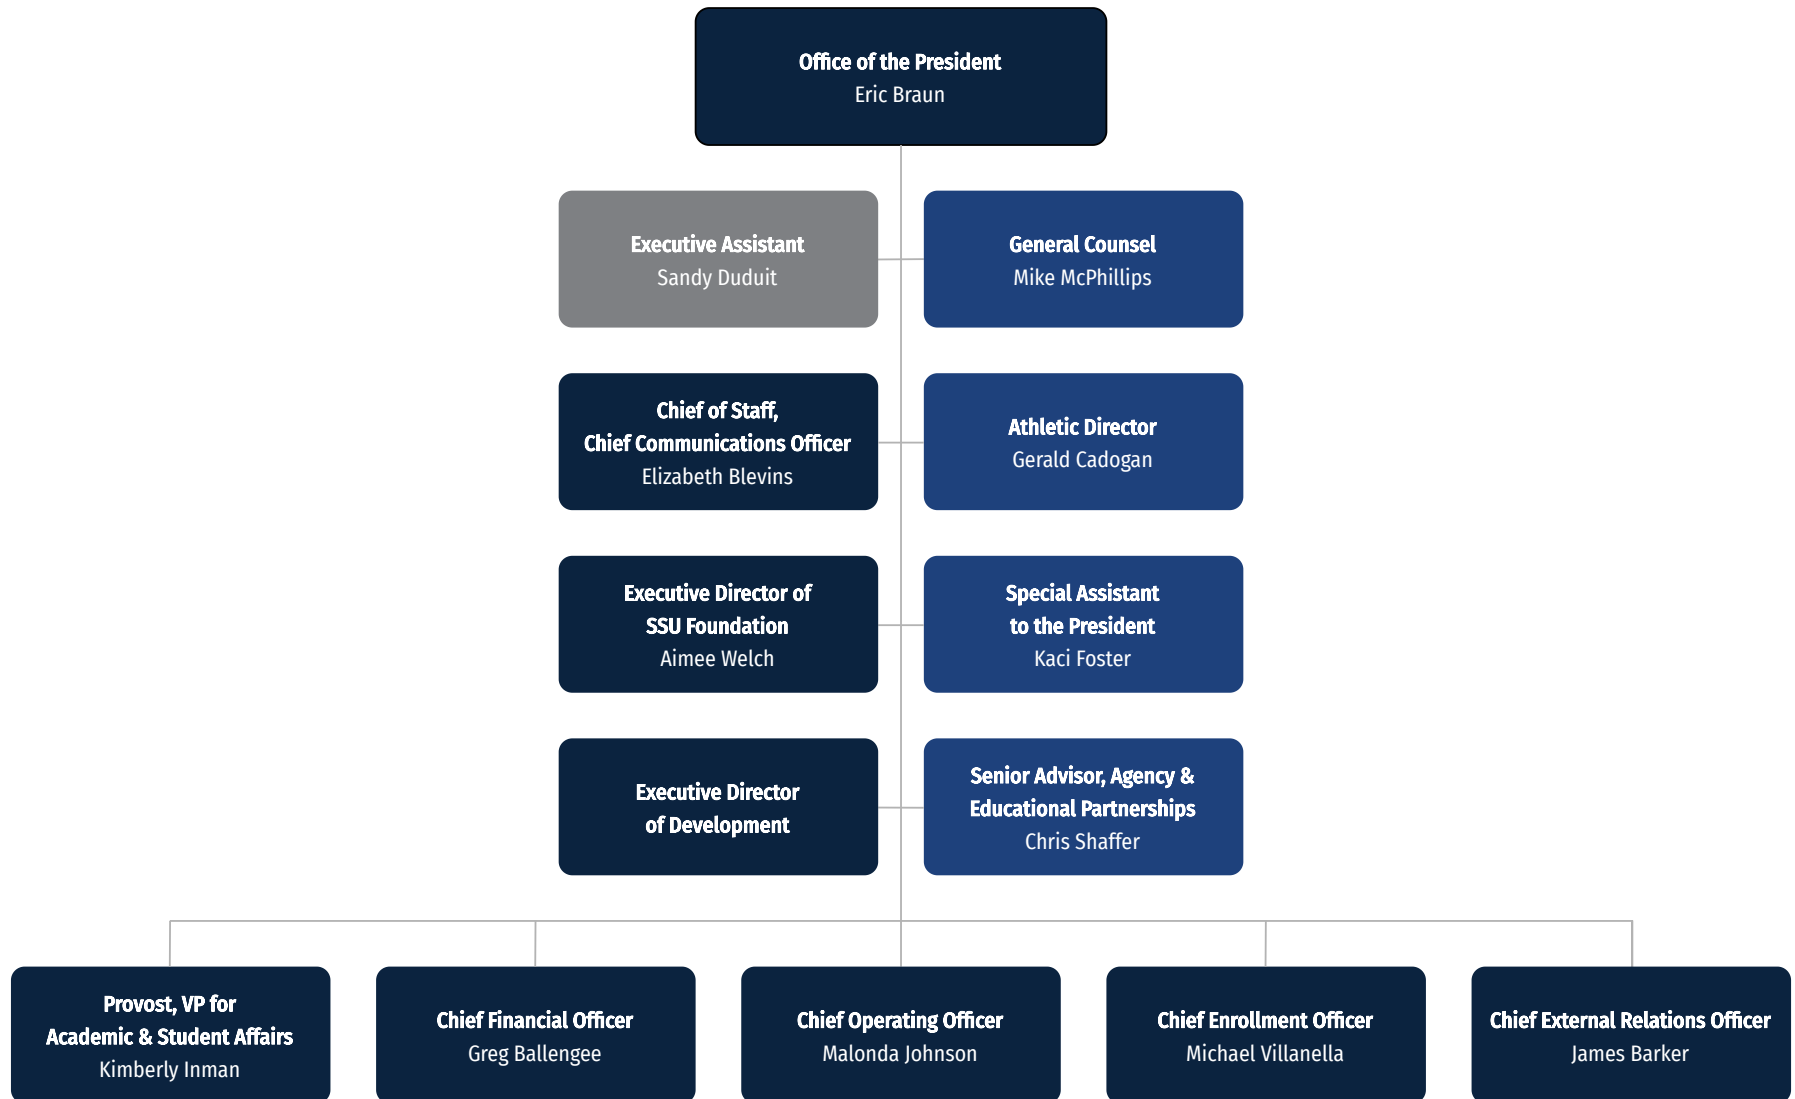 Office of the President
Eric Braun
Executive Assistant
Sandy Duduit
General Counsel
Mike McPhillips
Chief of Staff,
Chief Communications Officer
Elizabeth Blevins
Athletic Director
Gerald Cadogan
Executive Director of
SSU Foundation
Aimee Welch
Special Assistant
to the President
Kaci Foster
Executive Director
of Development
Senior Advisor, Agency &
Educational Partnerships
Chris Shaffer
Provost, VP for
Academic & Student Affairs
Kimberly Inman
Chief Financial Officer
Greg Ballengee
Chief Operating Officer
Malonda Johnson
Chief Enrollment Officer
Michael Villanella
Chief External Relations Officer
James Barker